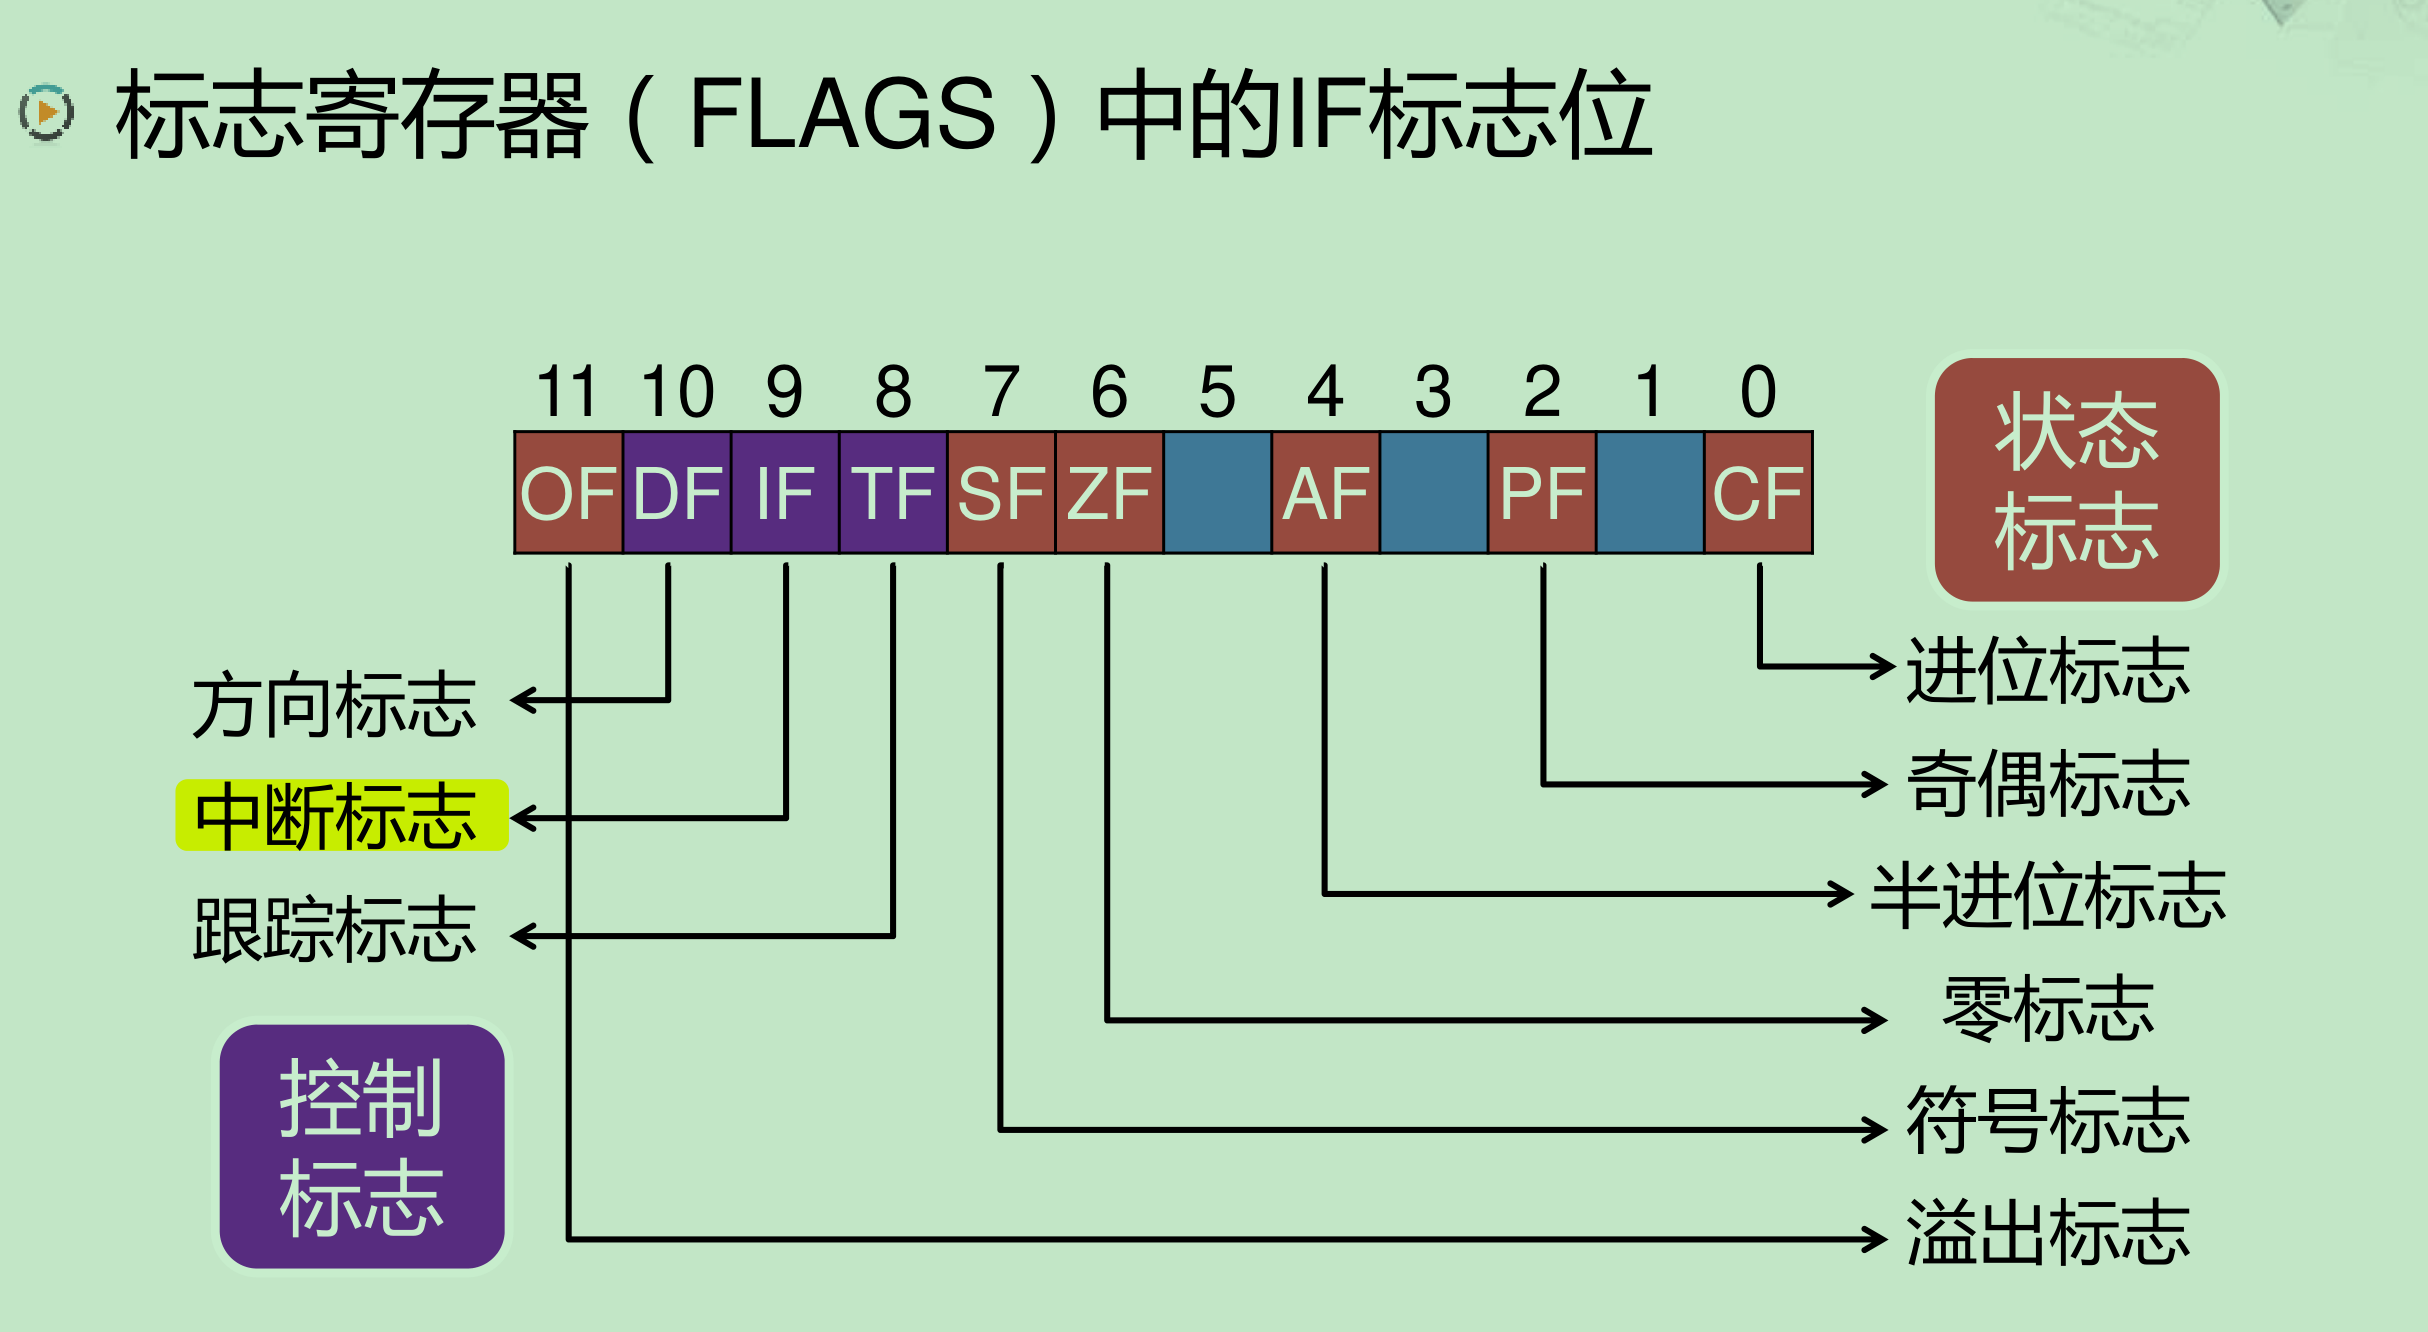 标志寄存器（FLAGS）中的IF标志位
11 10 9 8 7 6 5 4 3 2 1 0
OF DF IF TF SF ZF AF PF CF
状态
标志
进位标志
方向标志
奇偶标志
中断标志
半进位标志
跟踪标志
零标志
控制
标志
符号标志
溢出标志